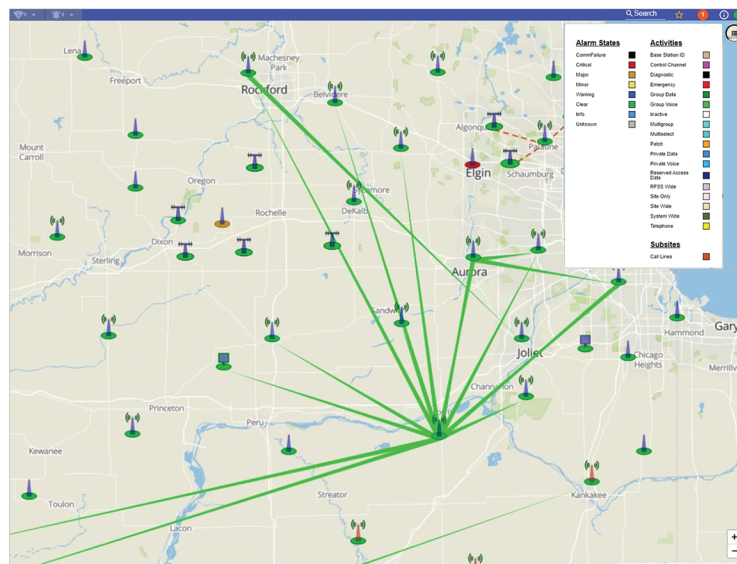 Search
1
Alarm States
CommFailure
Critical
Major
Minor
Warning
Clear
Info
Unknown
Activities
Base Station ID
Control Channel
Diagnostic
Emergency
Group Data
Group Voice
Inactive
Multigroup
Multiselect
Patch
Private Data
Private Voice
Reserved Access
Data
RFSS Wide
Site Only
Site Wide
System Wide
Telephone
Subsites
Call Lines
Lena
Freeport
Machesney
Park
Rockford
Belvidere
Mount
Carroll
Oregon
Rochelle
DeKalb
Algonq
Elgin
Schaumburg
Dixon
Morrison
Sterling
Aurora
Sandw
Joliet
Hammond
Gary
Chicago
Heights
Merrillv
Channahon
Princeton
Peru
Kewanee
Toulon
Streator
Kankakee
Lacon
+
−